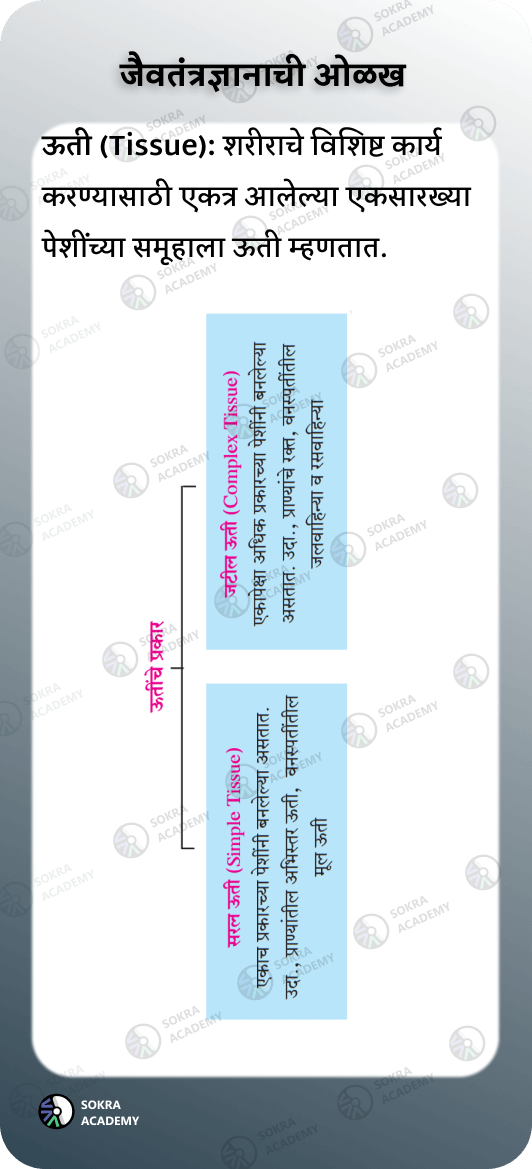 जैवतंत्रज्ञानाची ओळख
ऊती (Tissue): शरीराचे विशिष्ट कार्य
करण्यासाठी एकत्र आलेल्या एकसारख्या
पेशींच्या समूहाला ऊती म्हणतात.
ऊतींचे प्रकार
सरल ऊती (Simple Tissue)
एकाच प्रकारच्या पेशींनी बनलेल्या असतात.
उदा., प्राण्यांतील अभिस्तर ऊती, वनस्पतींतील
मूल ऊती
जटील ऊती (Complex Tissue)
एकापेक्षा अधिक प्रकारच्या पेशींनी बनलेल्या
असतात. उदा., प्राण्यांचे रक्त, वनस्पतींतील
जलवाहिन्या व रसवाहिन्या
SOKRA
ACADEMY